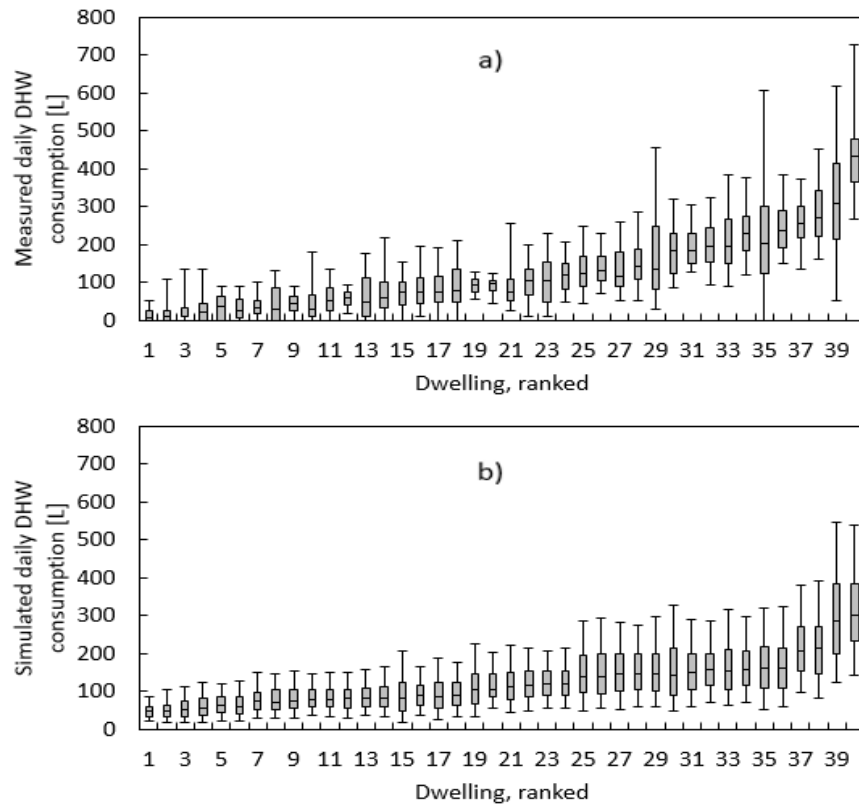 800
700
600
500
400
300
200
100
0
Measured daily DHW
consumption [L]
a)
1 3 5 7 9 11 13 15 17 19 21 23 25 27 29 31 33 35 37 39
Dwelling, ranked
800
700
600
500
400
300
200
100
0
Simulated daily DHW
consumption [L]
b)
1 3 5 7 9 11 13 15 17 19 21 23 25 27 29 31 33 35 37 39
Dwelling, ranked